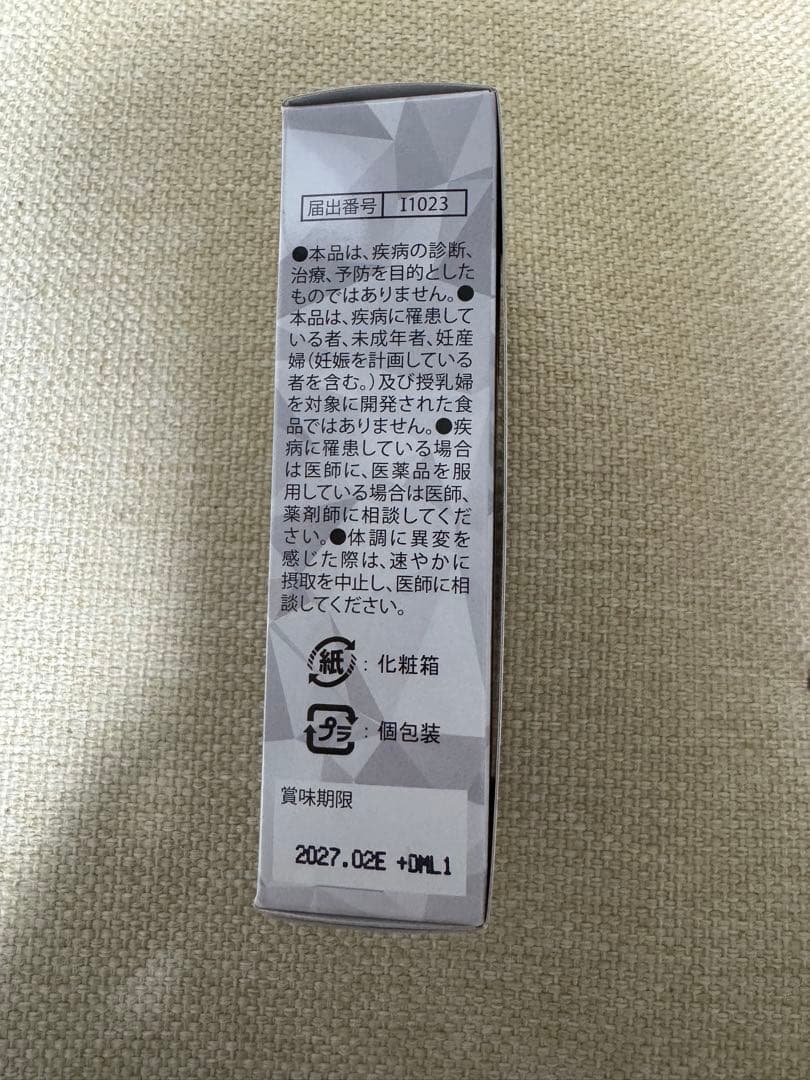 届出番号 I1023
●本品は、疾病の診断、
治療、予防を目的とした
ものではありません。●
本品は、疾病に罹患して
いる者、未成年者、妊産
婦(妊娠を計画している
者を含む。)及び授乳婦
を対象に開発された食
品ではありません。●疾
病に罹患している場合
は医師に、医薬品を服
用している場合は医師、
薬剤師に相談してくだ
さい。●体調に異変を
感じた際は、速やかに
摂取を中止し、医師に相
談してください。
紙 : 化粧箱
プラ : 個包装
賞味期限
2027.02E +DML1